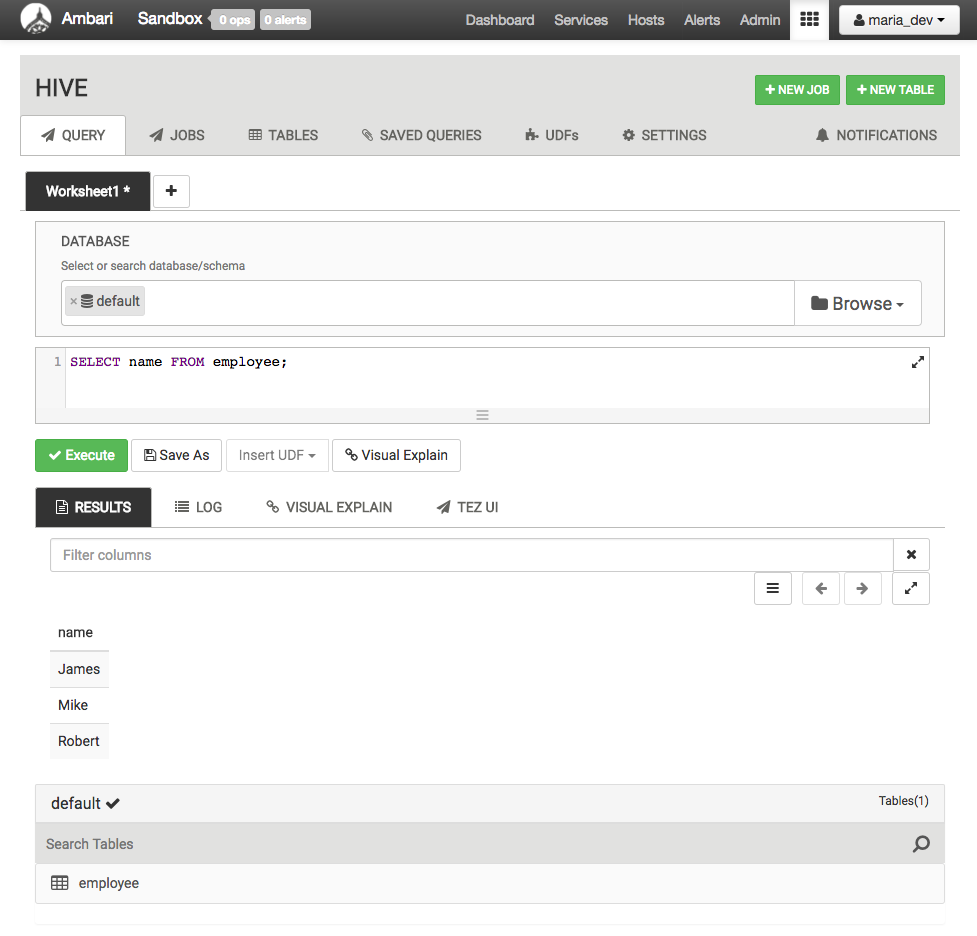 Ambari Sandbox 0 ops 0 alerts Dashboard Services Hosts Alerts Admin maria_dev
HIVE
NEW JOB NEW TABLE
QUERY JOBS TABLES SAVED QUERIES UDFs SETTINGS NOTIFICATIONS
Worksheet1 * +
DATABASE
Select or search database/schema
× default Browse
1 SELECT name FROM employee;
Execute Save As Insert UDF Visual Explain
RESULTS LOG VISUAL EXPLAIN TEZ UI
Filter columns
name
James
Mike
Robert
default Tables(1)
Search Tables
employee